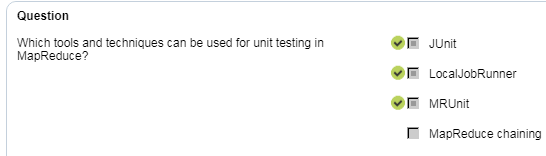 Question
Which tools and techniques can be used for unit testing in
MapReduce?
JUnit
LocalJobRunner
MRUnit
MapReduce chaining